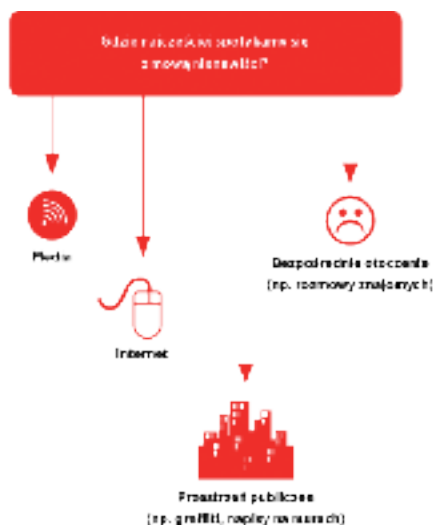 Gdzie najczęściej spotykamy się
z mową nienawiści?
Media
Internet
Bezpośrednie otoczenie
(np. rozmowy znajomych)
Przestrzeń publiczna
(np. graffiti, napisy na murach)